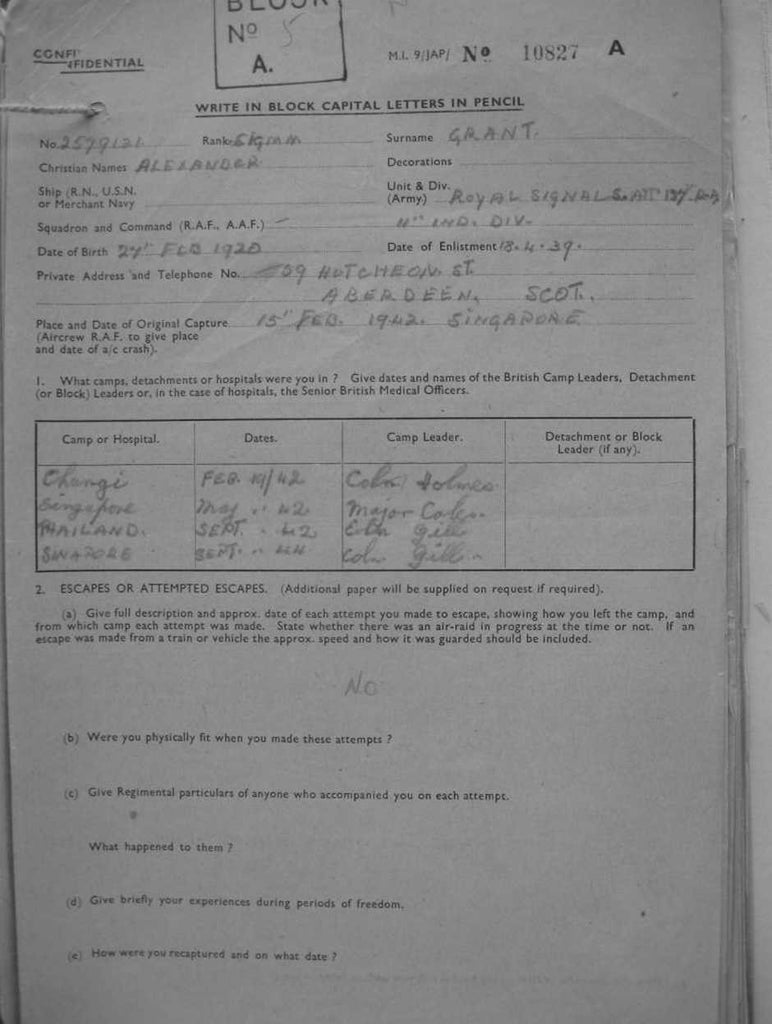 BLOCK
Nº 5
A.
CONFIDENTIAL
M.I. 9/JAP/ Nº 10827 A
WRITE IN BLOCK CAPITAL LETTERS IN PENCIL
No. Rank Surname GRANT.
Christian Names ALEXANDER Decorations
Ship (R.N., U.S.N. or Merchant Navy Unit & Div. (Army) ROYAL SIGNALS. ATT
Squadron and Command (R.A.F., A.A.F.) – IND. DIV.
Date of Birth FEB 1920 Date of Enlistment 18.4.39.
Private Address and Telephone No. HUTCHEON ST.
ABERDEEN, SCOT.
Place and Date of Original Capture 15th FEB. 1942. SINGAPORE
(Aircrew R.A.F. to give place
and date of a/c crash).
1. What camps, detachments or hospitals were you in ? Give dates and names of the British Camp Leaders, Detachment
(or Block) Leaders or, in the case of hospitals, the Senior British Medical Officers.
Camp or Hospital. Dates. Camp Leader. Detachment or Block Leader (if any).
Changi FEB. 19/42 Coln Holmes
Singapore May .. 42 Major
THAILAND. SEPT. .. 42 Coln Gill
SEPT. .. 44 Coln Gill
2. ESCAPES OR ATTEMPTED ESCAPES. (Additional paper will be supplied on request if required).
(a) Give full description and approx. date of each attempt you made to escape, showing how you left the camp, and
from which camp each attempt was made. State whether there was an air-raid in progress at the time or not. If an
escape was made from a train or vehicle the approx. speed and how it was guarded should be included.
NO
(b) Were you physically fit when you made these attempts ?
(c) Give Regimental particulars of anyone who accompanied you on each attempt.
What happened to them ?
(d) Give briefly your experiences during periods of freedom.
(e) How were you recaptured and on what date ?